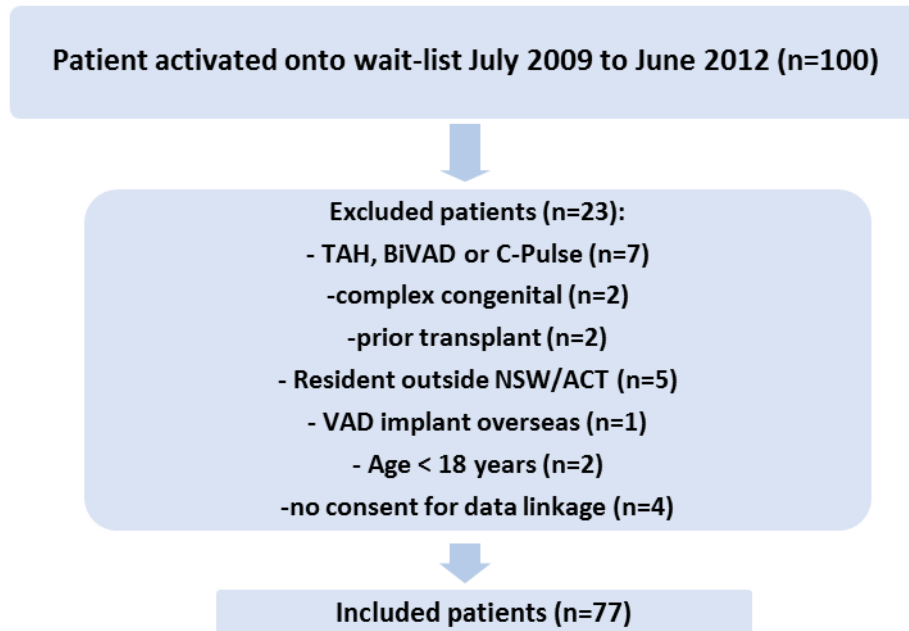 Patient activated onto wait-list July 2009 to June 2012 (n=100)
Excluded patients (n=23):
- TAH, BiVAD or C-Pulse (n=7)
-complex congenital (n=2)
-prior transplant (n=2)
- Resident outside NSW/ACT (n=5)
- VAD implant overseas (n=1)
- Age < 18 years (n=2)
-no consent for data linkage (n=4)
Included patients (n=77)